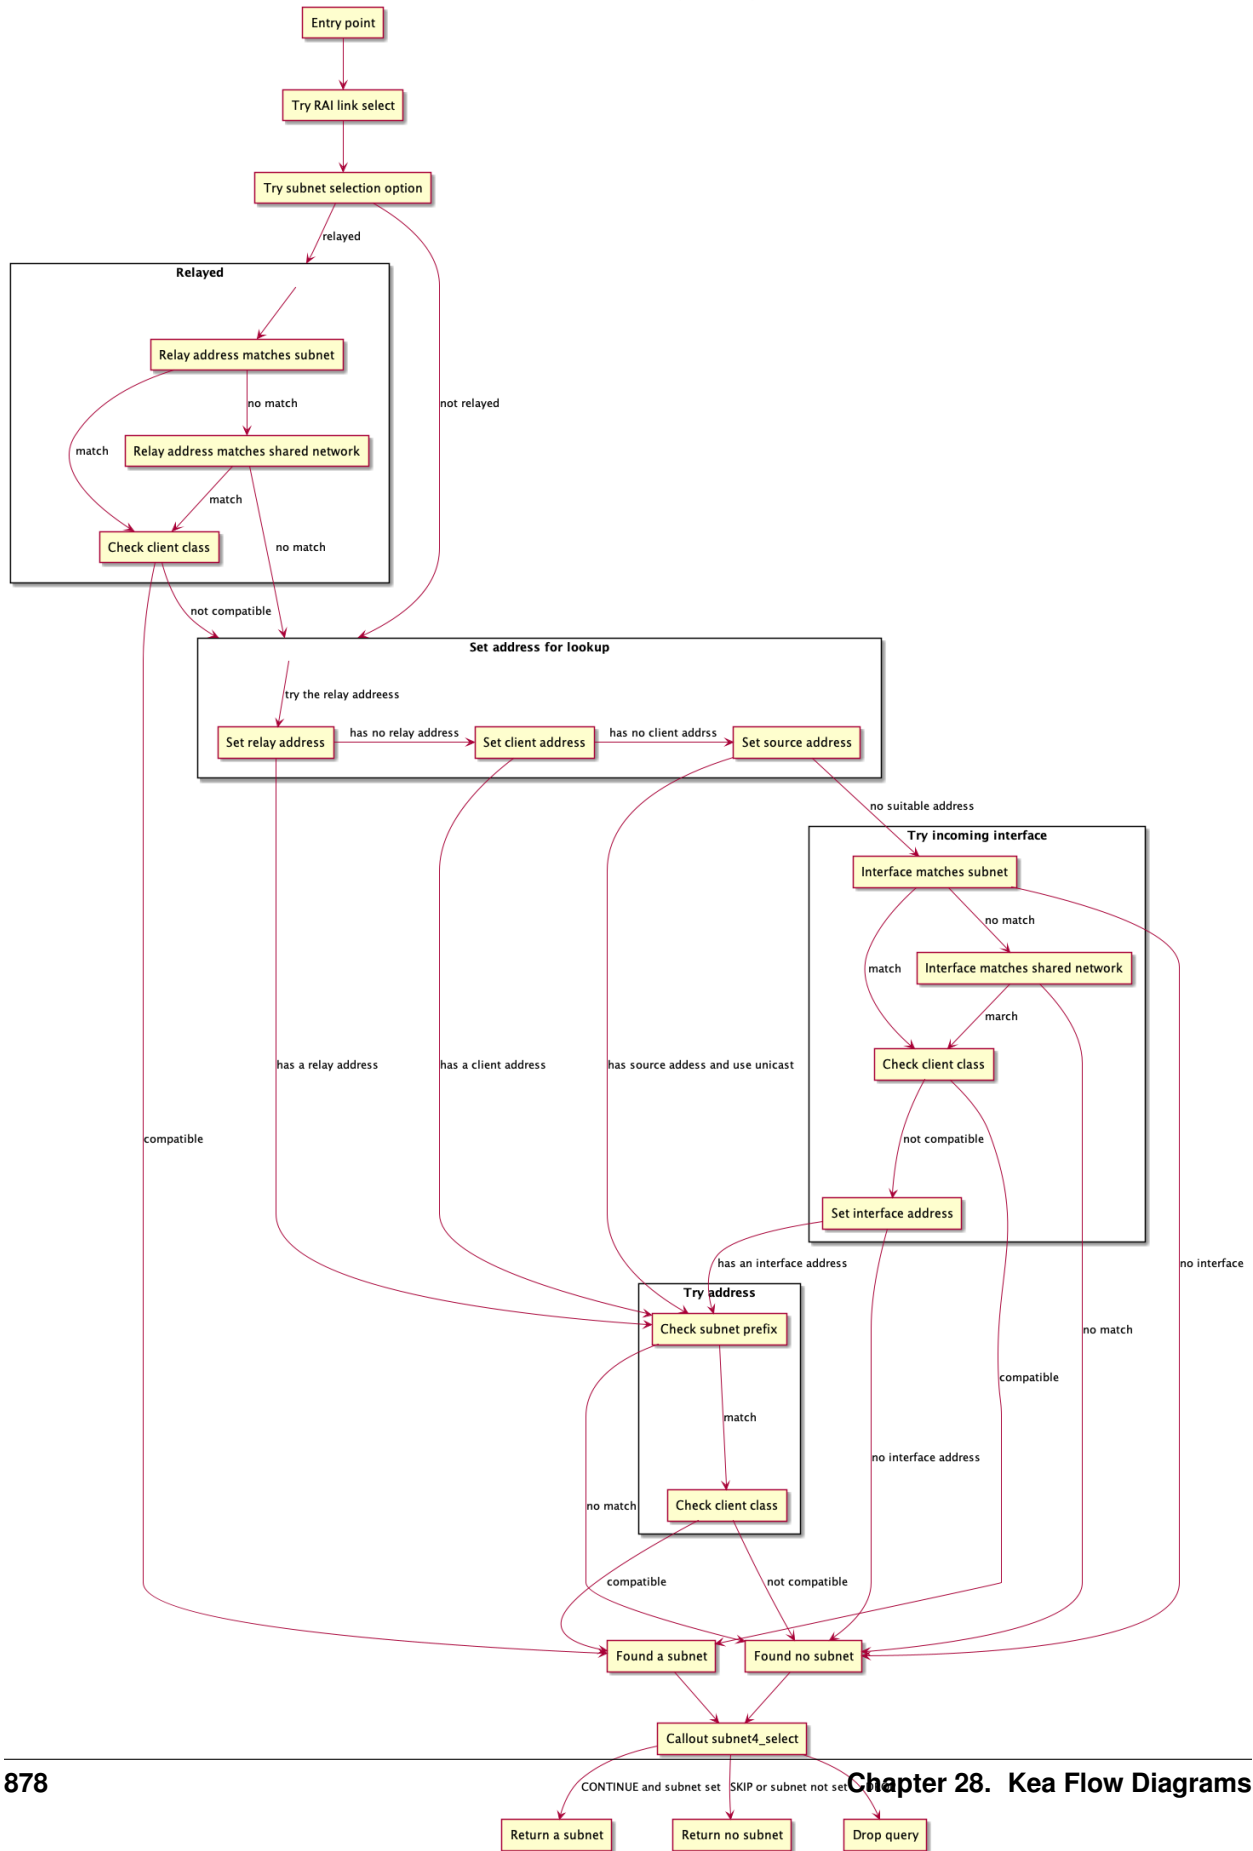 Entry point
Try RAI link select
Try subnet selection option
relayed
Relayed
Relay address matches subnet
no match
not relayed
match
Relay address matches shared network
match
Check client class
no match
not compatible
Set address for lookup
try the relay addreess
Set relay address
has no relay address
Set client address
has no client addrss
Set source address
no suitable address
Try incoming interface
Interface matches subnet
no match
match
Interface matches shared network
march
Check client class
has a relay address
has a client address
has source addess and use unicast
compatible
not compatible
Set interface address
has an interface address
no interface
Try address
Check subnet prefix
no match
compatible
match
no interface address
no match
Check client class
compatible
not compatible
Found a subnet
Found no subnet
Callout subnet4_select
878
Chapter 28. Kea Flow Diagrams
CONTINUE and subnet set
SKIP or subnet not set
Return a subnet
Return no subnet
Drop query